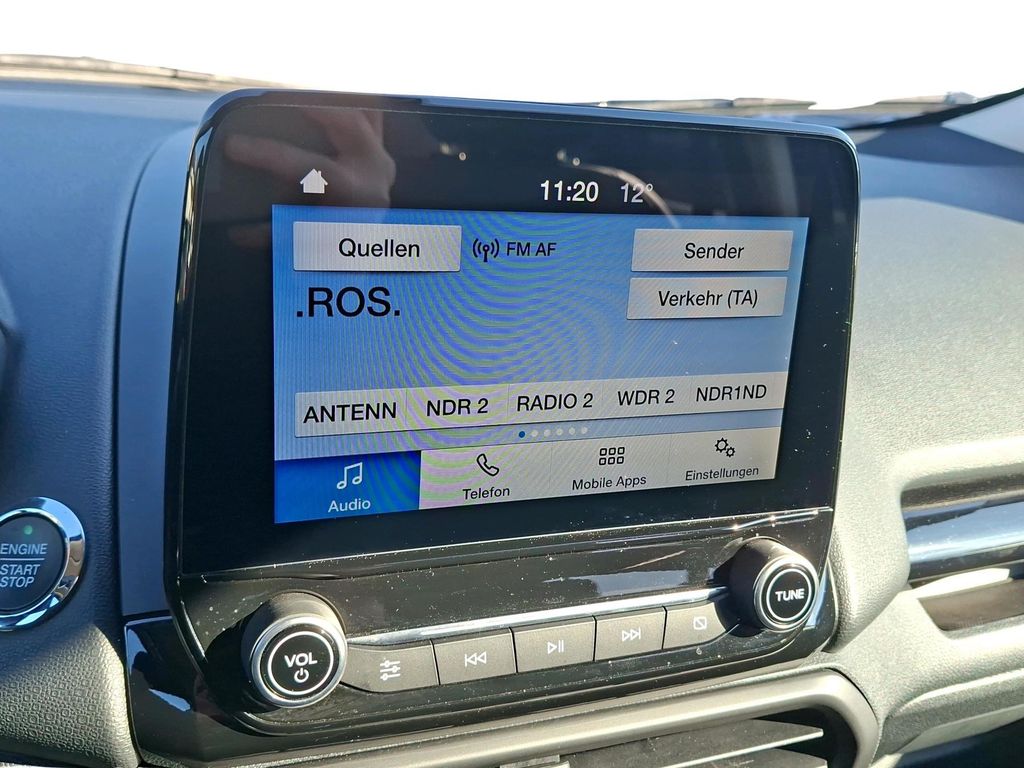 11:20 12°
Quellen FM AF Sender
.ROS. Verkehr (TA)
ANTENN NDR 2 RADIO 2 WDR 2 NDR1ND
Audio Telefon Mobile Apps Einstellungen
ENGINE
START
STOP
VOL
TUNE